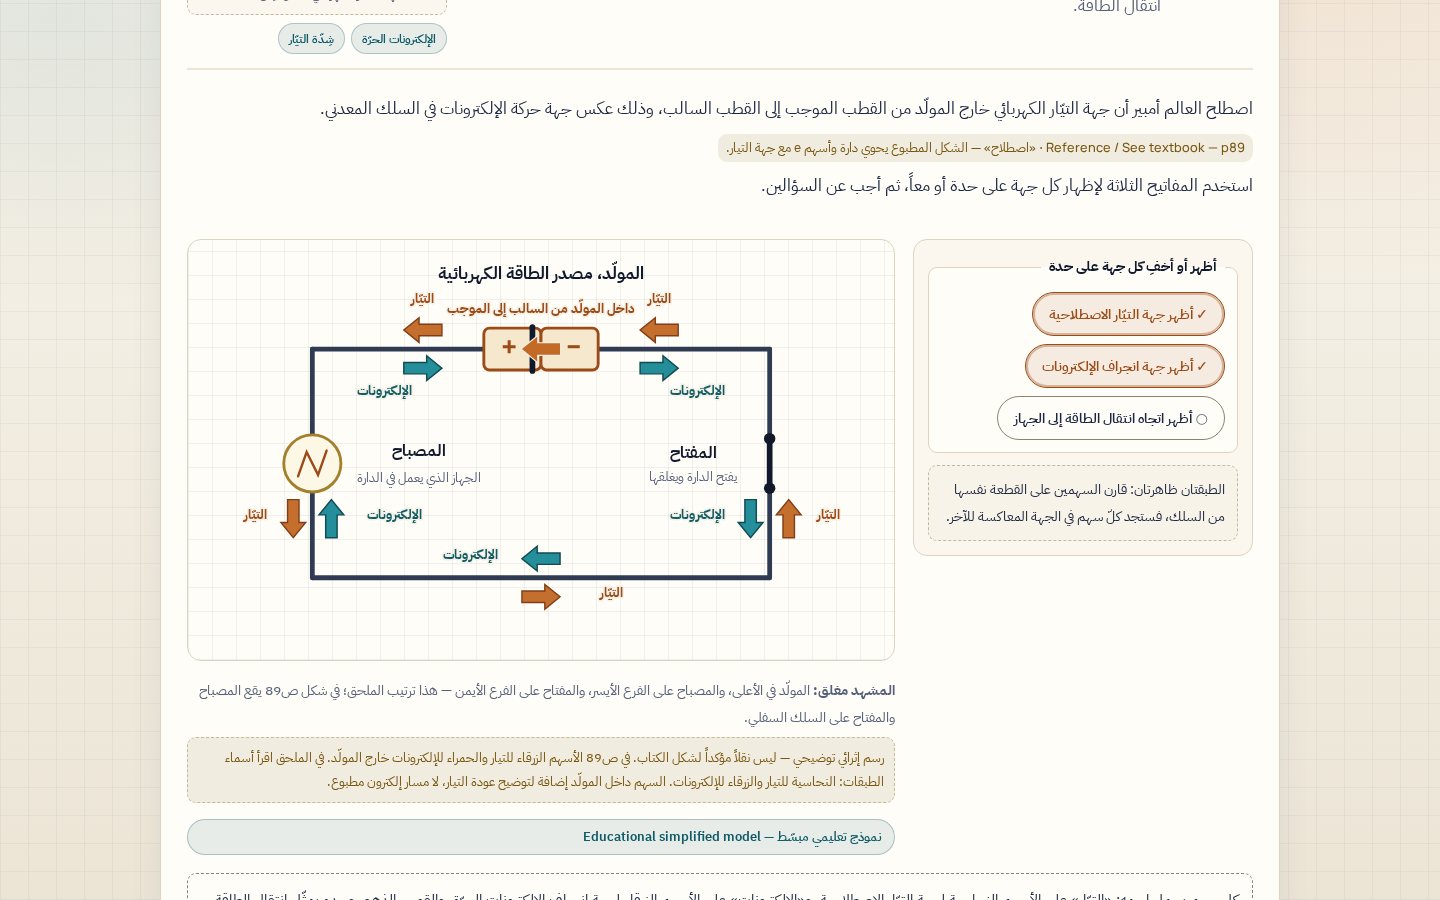 انتقال الطاقة.
الإلكترونات الحرّة
شِدّة التيّار
اصطلح العالم أمبير أن جهة التيّار الكهربائي خارج المولّد من القطب الموجب إلى القطب السالب، وذلك عكس جهة حركة الإلكترونات في السلك المعدني.
Reference / See textbook — p89 · «اصطلاح» — الشكل المطبوع يحوي دارة وأسهم e مع جهة التيار.
استخدم المفاتيح الثلاثة لإظهار كل جهة على حدة أو معاً، ثم أجب عن السؤالين.
أظهر أو أخفِ كل جهة على حدة
✓ أظهر جهة التيّار الاصطلاحية
✓ أظهر جهة انجراف الإلكترونات
○ أظهر اتجاه انتقال الطاقة إلى الجهاز
الطبقتان ظاهرتان: قارن السهمين على القطعة نفسها
من السلك، فستجد كلّ سهم في الجهة المعاكسة للآخر.
المولّد، مصدر الطاقة الكهربائية
التيّار
داخل المولّد من السالب إلى الموجب
التيّار
+
−
الإلكترونات
الإلكترونات
المفتاح
يفتح الدارة ويغلقها
المصباح
الجهاز الذي يعمل في الدارة
التيّار
الإلكترونات
الإلكترونات
التيّار
الإلكترونات
التيّار
المشهد مغلق: المولّد في الأعلى، والمصباح على الفرع الأيسر، والمفتاح على الفرع الأيمن — هذا ترتيب الملحق؛ في شكل ص89 يقع المصباح
والمفتاح على السلك السفلي.
رسم إثرائي توضيحي — ليس نقلاً مؤكداً لشكل الكتاب. في ص89 الأسهم الزرقاء للتيار والحمراء للإلكترونات خارج المولّد. في الملحق اقرأ أسماء
الطبقات: النحاسية للتيار والزرقاء للإلكترونات. السهم داخل المولّد إضافة لتوضيح عودة التيار، لا مسار إلكترون مطبوع.
نموذج تعليمي مبسّط — Educational simplified model